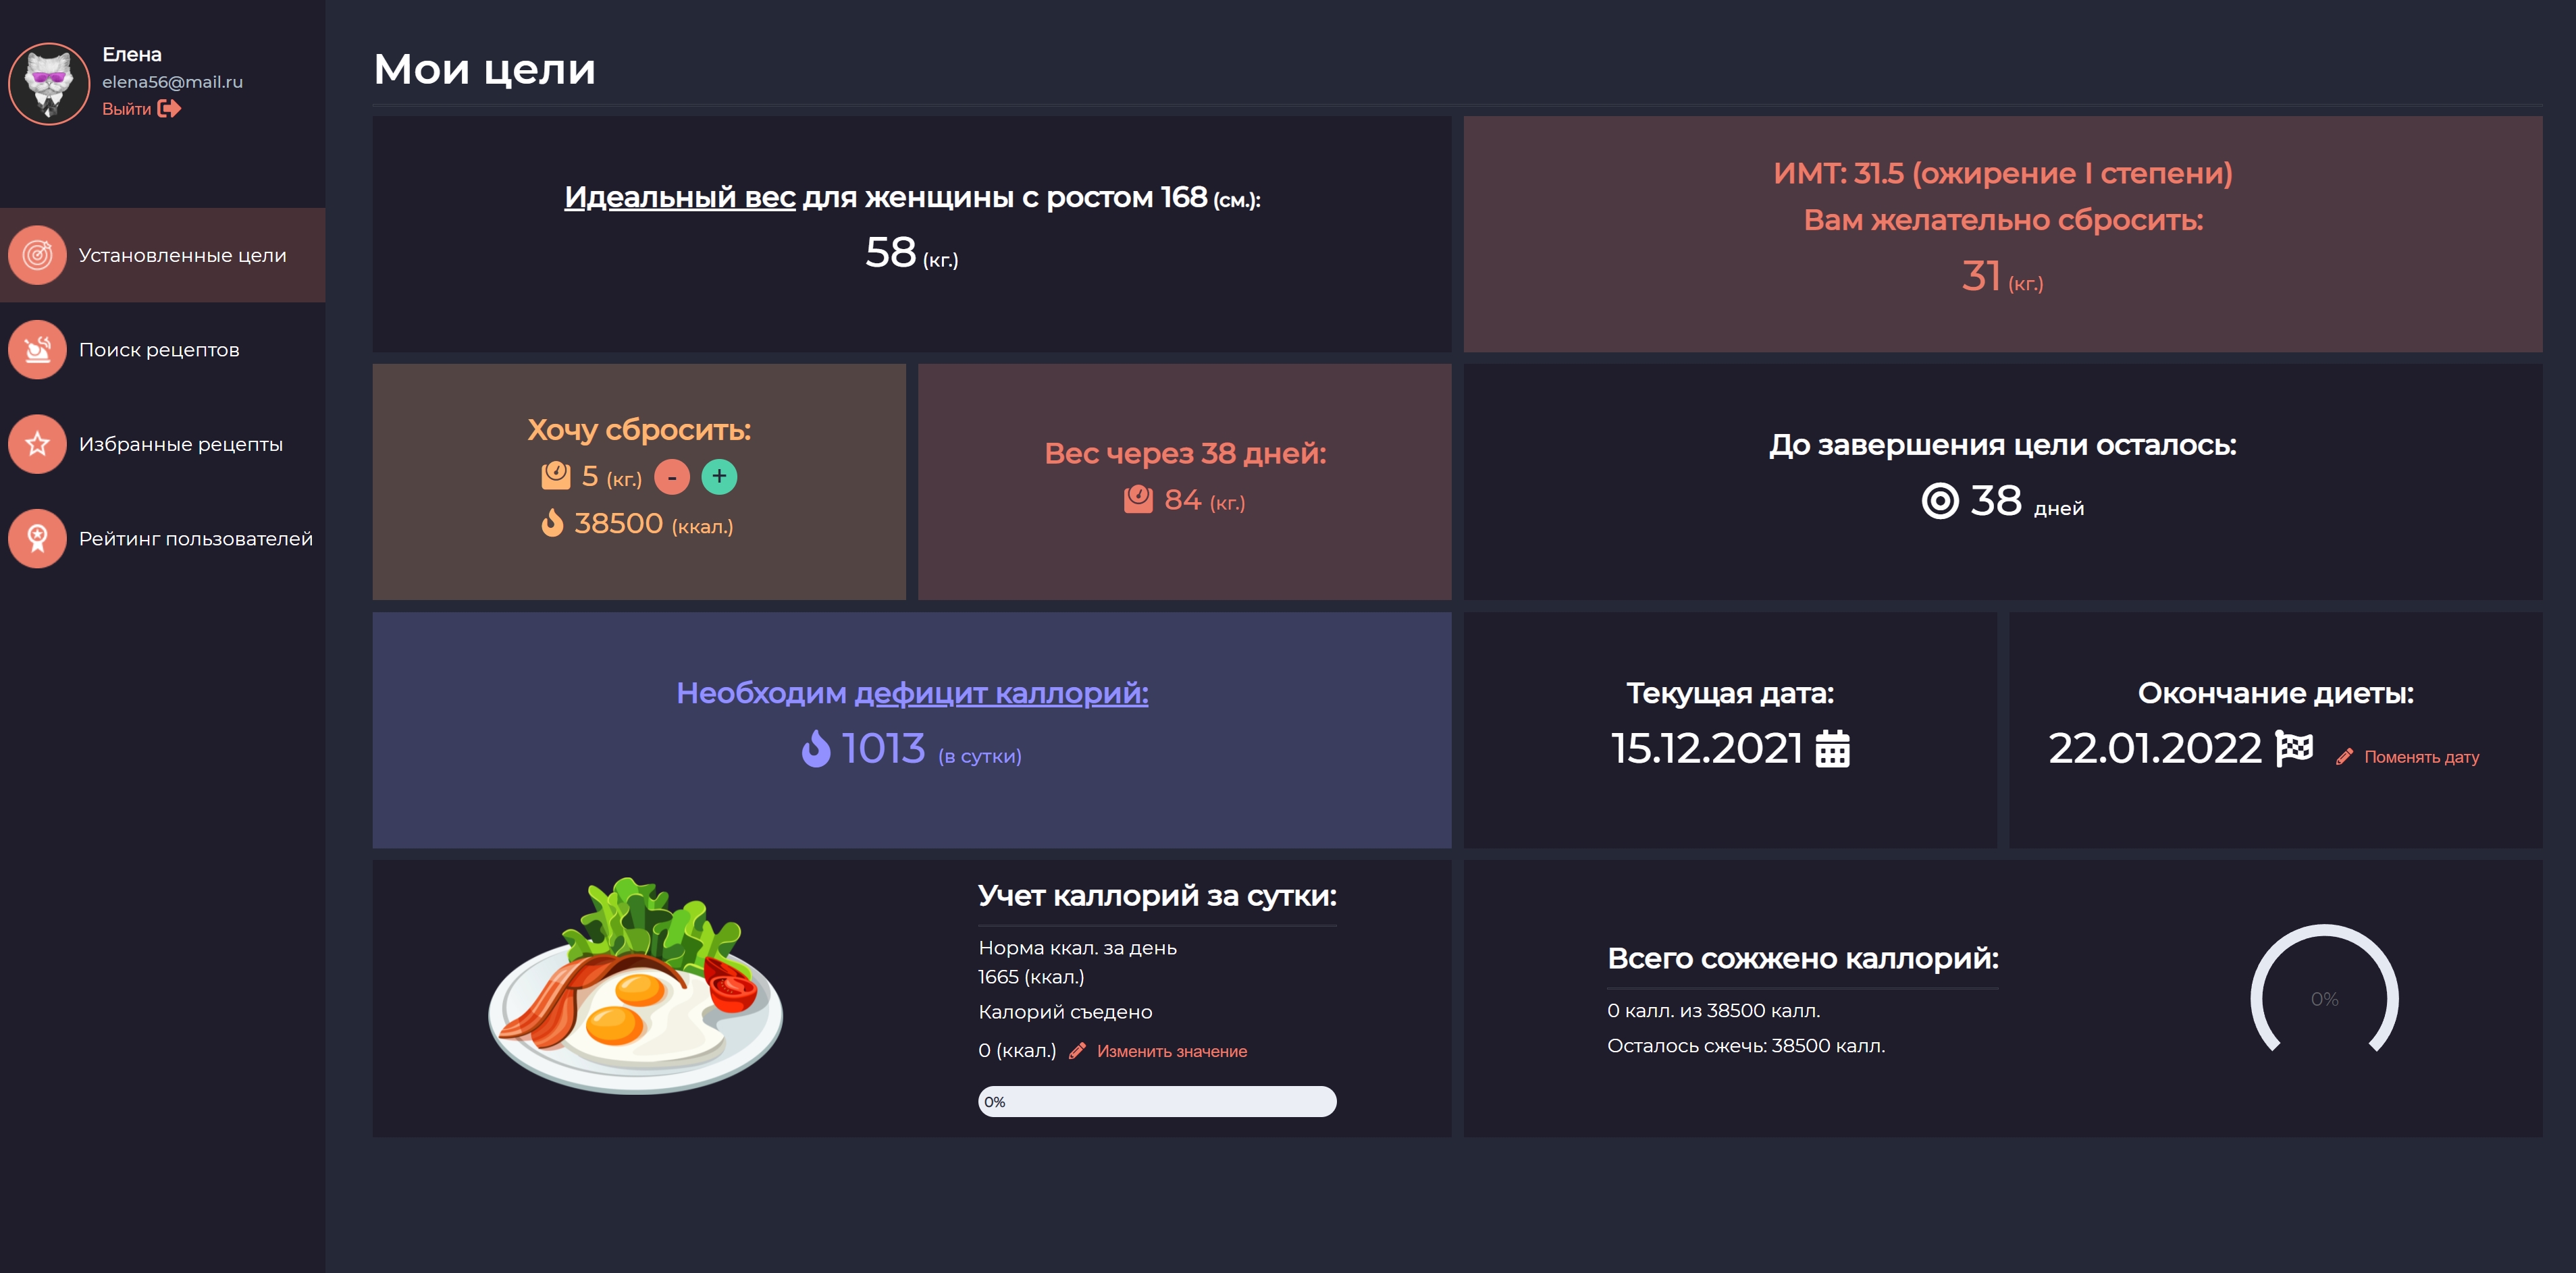 Елена
elena56@mail.ru
Выйти
Установленные цели
Поиск рецептов
Избранные рецепты
Рейтинг пользователей
Мои цели
Идеальный вес для женщины с ростом 168 (см.):
58 (кг.)
ИМТ: 31.5 (ожирение I степени)
Вам желательно сбросить:
31 (кг.)
Хочу сбросить:
5 (кг.) - +
38500 (ккал.)
Вес через 38 дней:
84 (кг.)
До завершения цели осталось:
38 дней
Необходим дефицит каллорий:
1013 (в сутки)
Текущая дата:
15.12.2021
Окончание диеты:
22.01.2022 Поменять дату
Учет каллорий за сутки:
Норма ккал. за день
1665 (ккал.)
Калорий съедено
0 (ккал.) Изменить значение
0%
Всего сожжено каллорий:
0 калл. из 38500 калл.
Осталось сжечь: 38500 калл.
0%